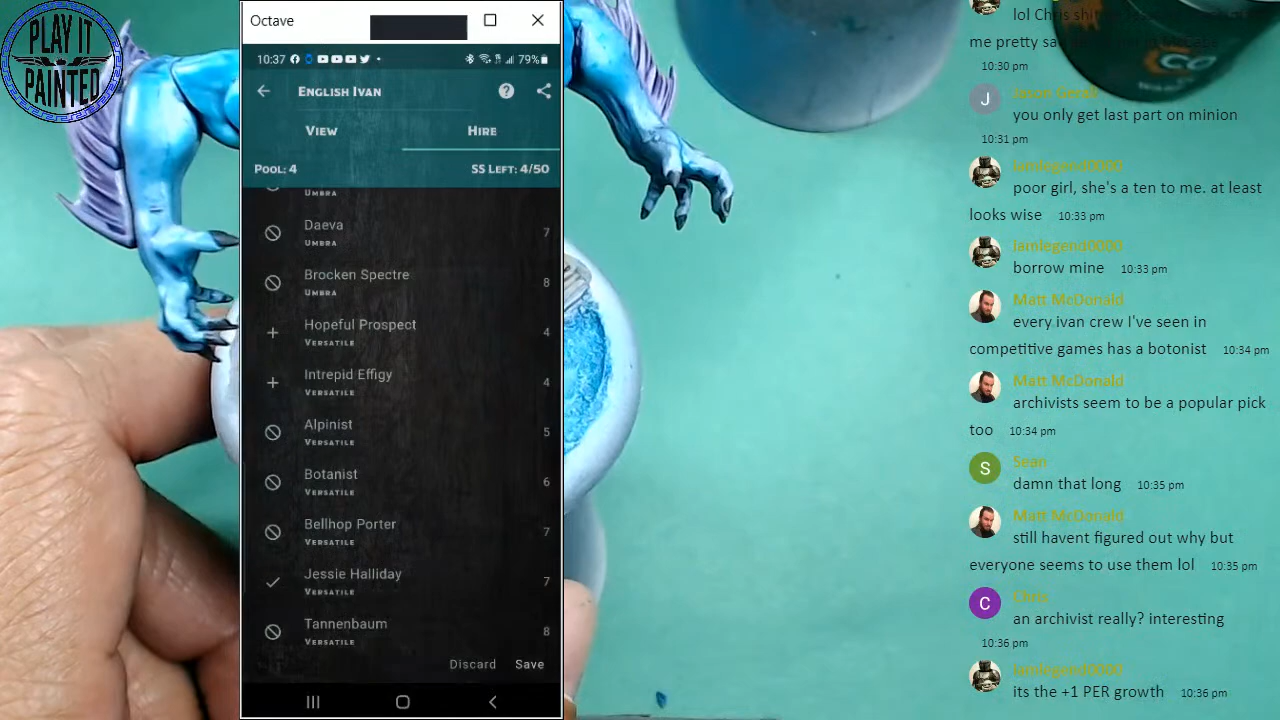 PLAY IT
PAINTED
Octave
10:37
79%
ENGLISH IVAN
VIEW
HIRE
POOL: 4
SS LEFT: 4/50
UMBRA
Daeva
UMBRA
7
Brocken Spectre
UMBRA
8
Hopeful Prospect
VERSATILE
4
Intrepid Effigy
VERSATILE
4
Alpinist
VERSATILE
5
Botanist
VERSATILE
6
Bellhop Porter
VERSATILE
7
Jessie Halliday
VERSATILE
7
Tannenbaum
VERSATILE
8
Discard
Save
lol Chris
me pretty
10:30 pm
J
you only get last part on minion
10:31 pm
Iamlegend0000
poor girl, she's a ten to me. at least
looks wise 10:33 pm
Iamlegend0000
borrow mine 10:33 pm
Matt McDonald
every ivan crew I've seen in
competitive games has a botonist 10:34 pm
Matt McDonald
archivists seem to be a popular pick
too 10:34 pm
S
Sean
damn that long 10:35 pm
Matt McDonald
still havent figured out why but
everyone seems to use them lol 10:35 pm
C
Chris
an archivist really? interesting
10:36 pm
Iamlegend0000
its the +1 PER growth 10:36 pm